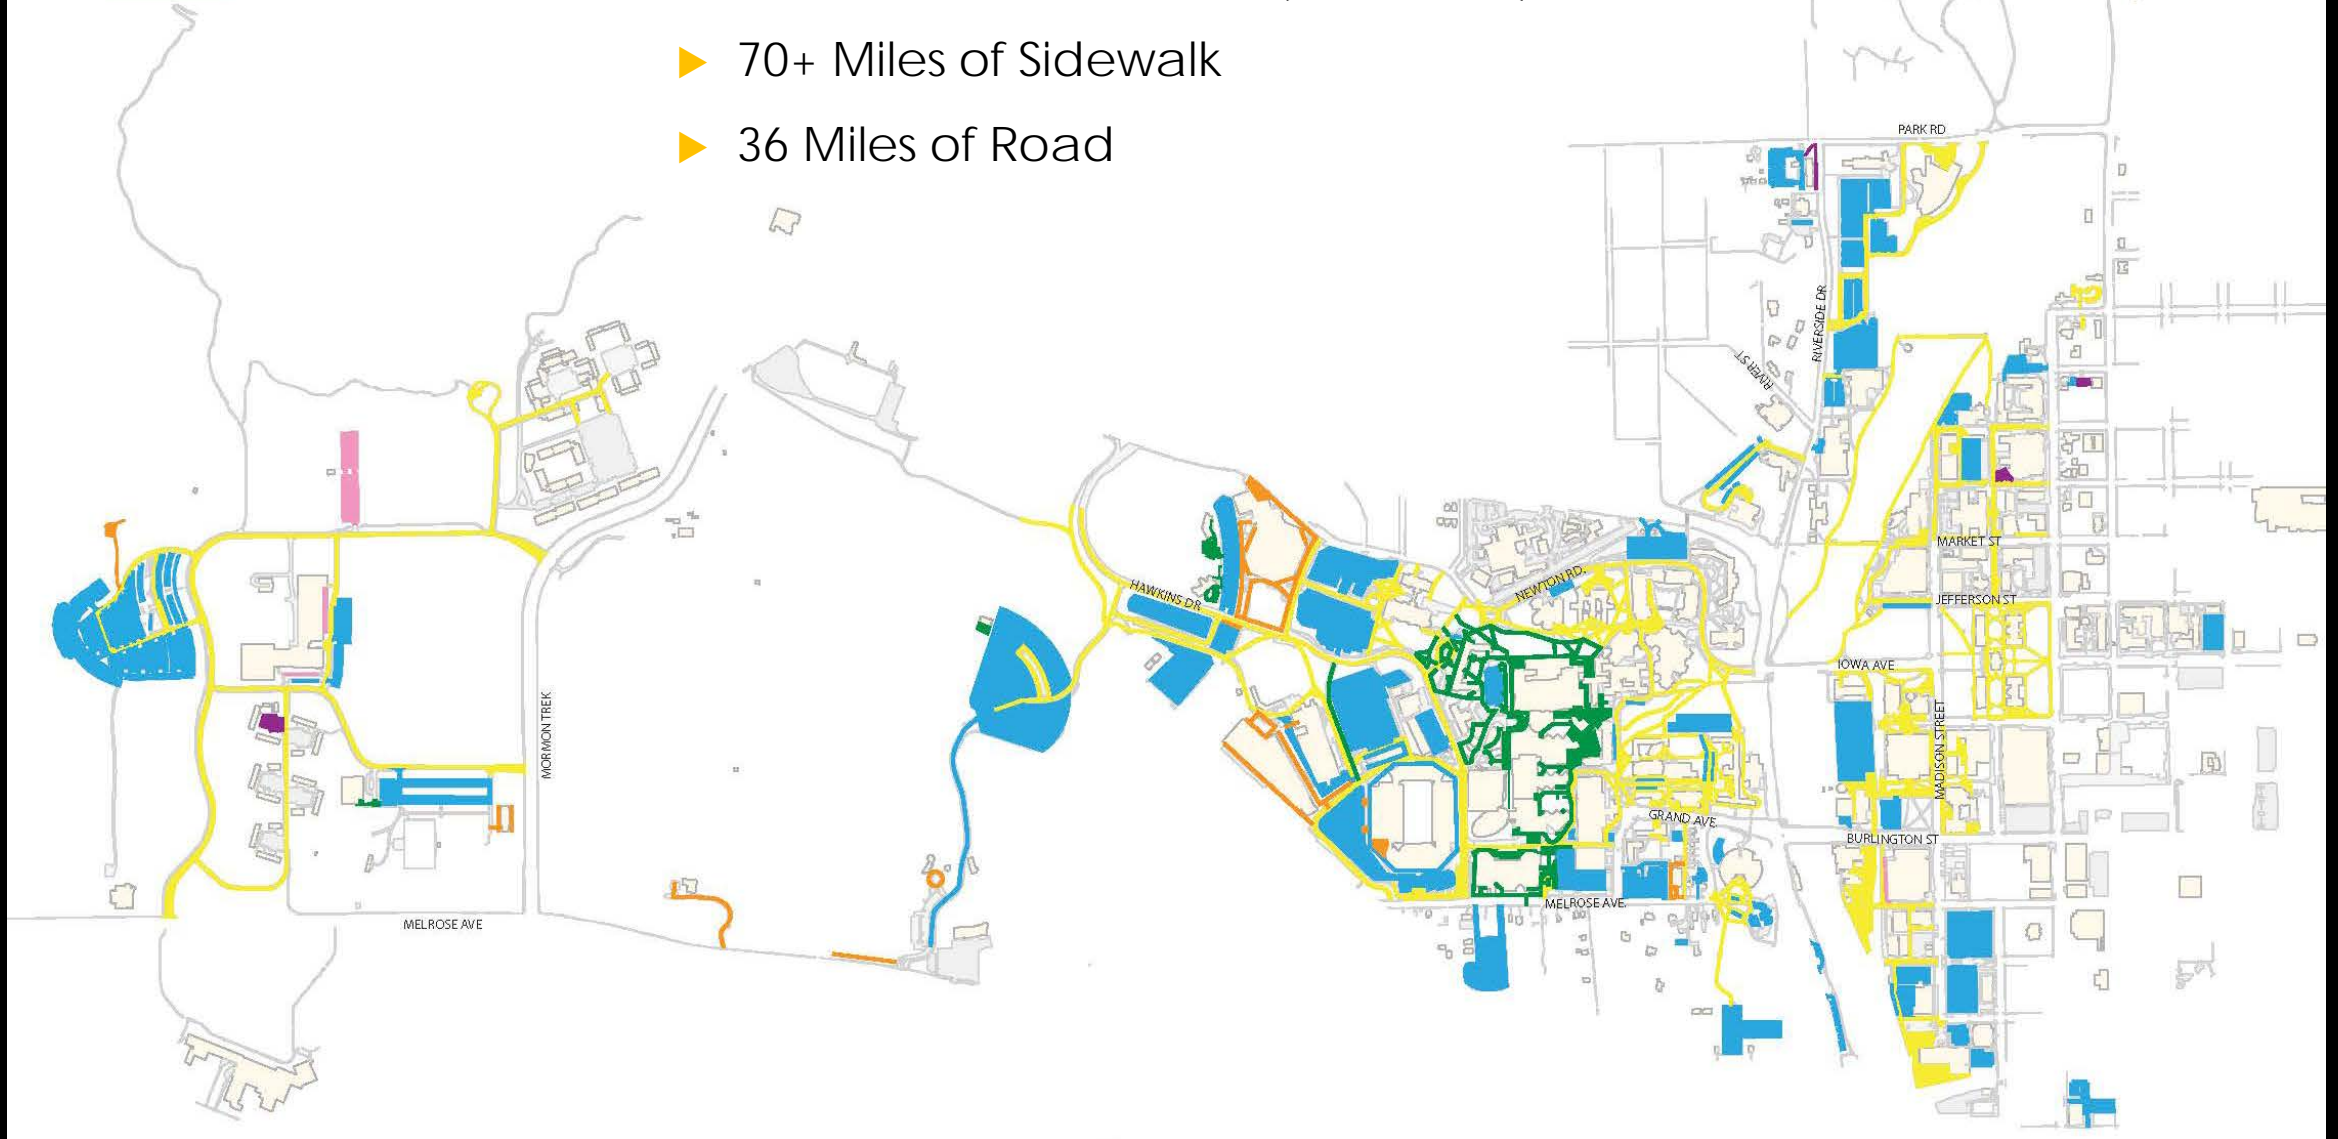 70+ Miles of Sidewalk
36 Miles of Road
PARK RD
RIVERSIDE DR
RIVER ST
MARKET ST
NEWTON RD.
HAWKINS DR
JEFFERSON ST
IOWA AVE
MORMON TREK
MADISON STREET
GRAND AVE
BURLINGTON ST
MELROSE AVE.
MELROSE AVE